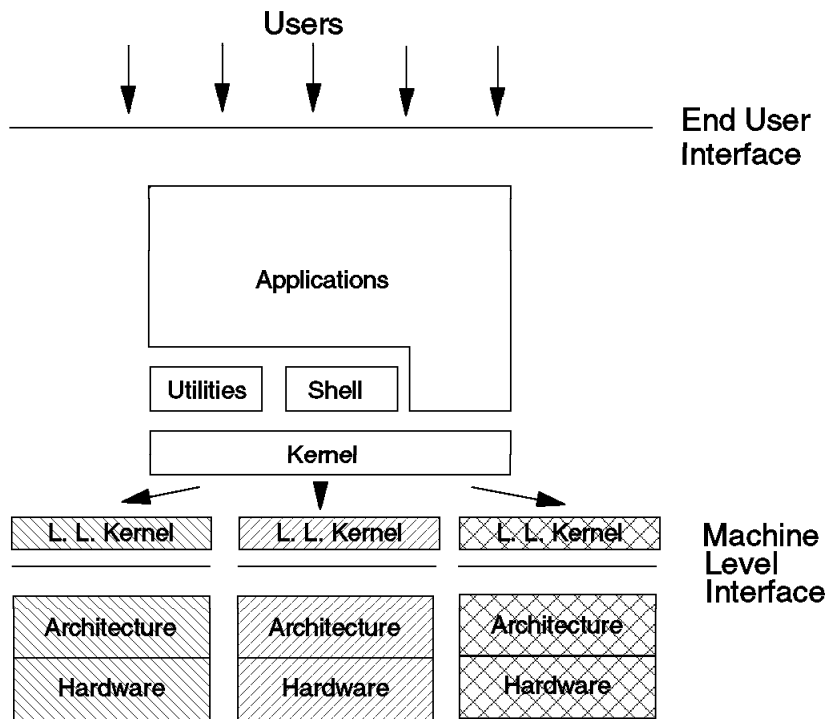 Users
End User
Interface
Applications
Utilities
Shell
Kernel
L. L. Kernel
L. L. Kernel
L. L. Kernel
Machine
Level
Interface
Architecture
Architecture
Architecture
Hardware
Hardware
Hardware